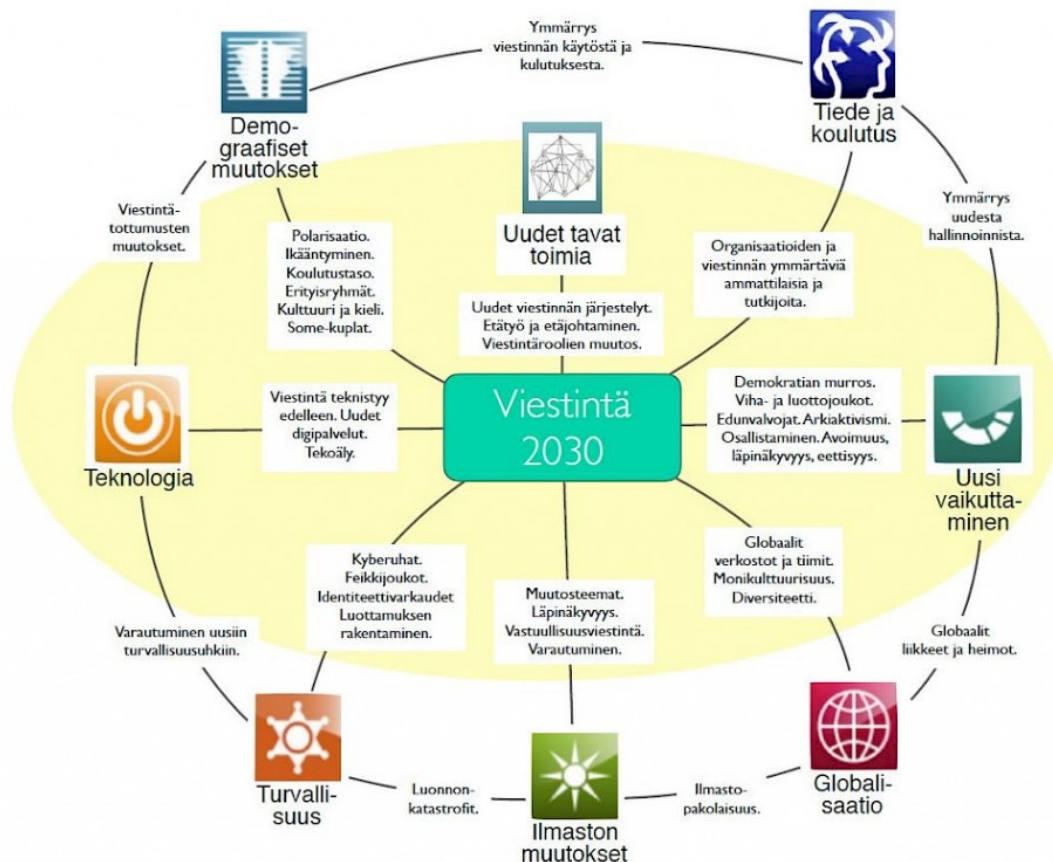 Ymmärrys
viestinnän käytöstä ja
kulutuksesta.
Demo-
graafiset
muutokset
Tiede ja
koulutus
Viestintä-
tottumusten
muutokset.
Polarisaatio.
Ikääntyminen.
Koulutustaso.
Erityisryhmät.
Kulttuuri ja kieli.
Some-kuplat.
Uudet tavat
toimia
Uudet viestinnän järjestelyt.
Etätyö ja etäjohtaminen.
Viestintäroolien muutos.
Organisaatioiden ja
viestinnän ymmärtäviä
ammattilaisia ja
tutkijoita.
Ymmärrys
uudesta
hallinnoinnista.
Teknologia
Viestintä teknistyy
edelleen. Uudet
digipalvelut.
Tekoäly.
Viestintä
2030
Demokratian murros.
Viha- ja luottojoukot.
Edunvalvojat. Arkiaktivismi.
Osallistaminen. Avoimuus,
läpinäkyvyys, eettisyys.
Uusi
vaikutta-
minen
Kyberuhat.
Feikkijoukot.
Identiteettivarkaudet
Luottamuksen
rakentaminen.
Muutosteemat.
Läpinäkyvyys.
Vastuullisuusviestintä.
Varautuminen.
Globaalit
verkostot ja tiimit.
Monikulttuurisuus.
Diversiteetti.
Varautuminen uusiin
turvallisuusuhkiin.
Globaalit
liikkeet ja heimot.
Turvalli-
suus
Luonnon-
katastrofit.
Ilmaston
muutokset
Ilmasto-
pakolaisuus.
Globali-
saatio